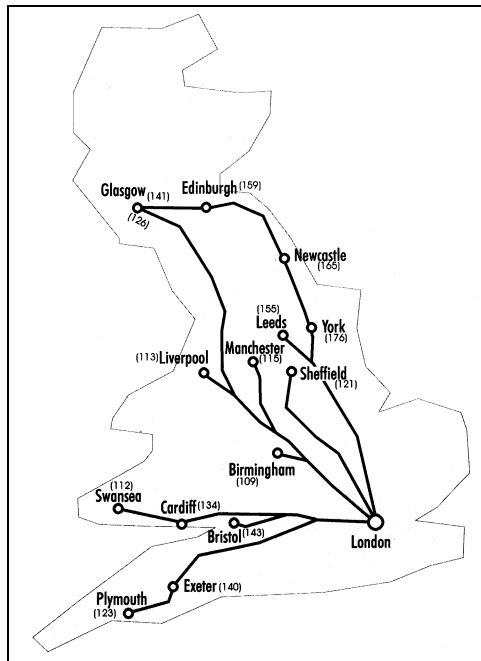 Glasgow (141)
(126)
Edinburgh (159)
Newcastle
(165)
(155)
Leeds
York
(176)
(113) Liverpool
Manchester
(115)
Sheffield
(121)
Birmingham
(109)
(112)
Swansea
Cardiff (134)
Bristol (143)
London
Exeter (140)
Plymouth
(123)